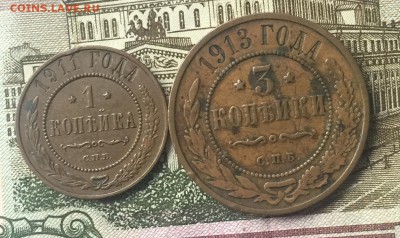 COINS.LAVE.RU
1911 ГОДА
1
КОПѢЙКА
С.П.Б.
1913 ГОДА
3
КОПѢЙКИ
С.П.Б.